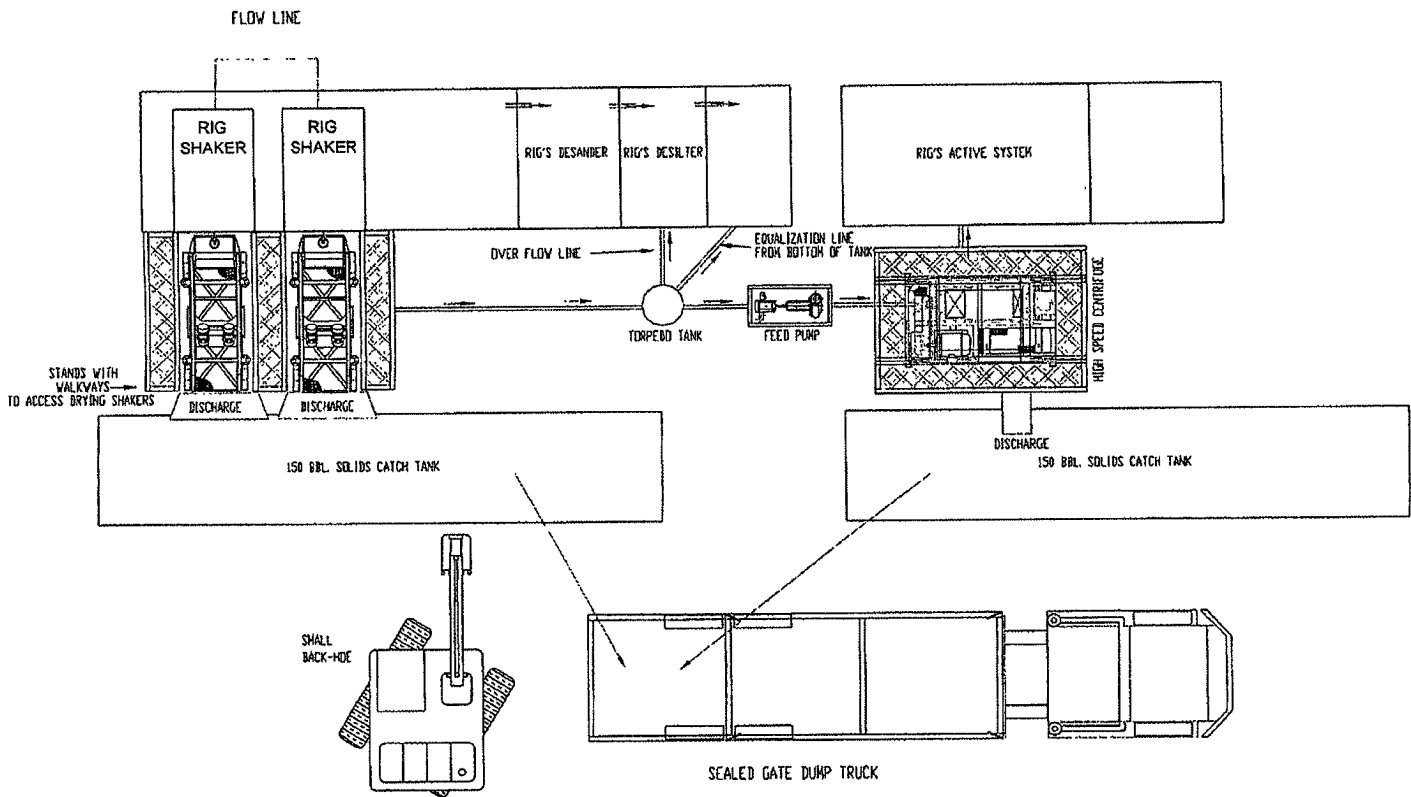 FLOW LINE
RIG
SHAKER
RIG
SHAKER
RIG'S DESANDER
RIG'S DESILTER
RIG'S ACTIVE SYSTEM
OVER FLOW LINE
EQUALIZATION LINE
FROM BOTTOM OF TANK
TORPEDO TANK
FEED PUMP
HIGH SPEED CENTRIFUGE
STANDS WITH
WALKWAYS
TO ACCESS DRYING SHAKERS
DISCHARGE
DISCHARGE
DISCHARGE
150 BBL. SOLIDS CATCH TANK
150 BBL. SOLIDS CATCH TANK
SMALL
BACK-HOE
SEALED GATE DUMP TRUCK